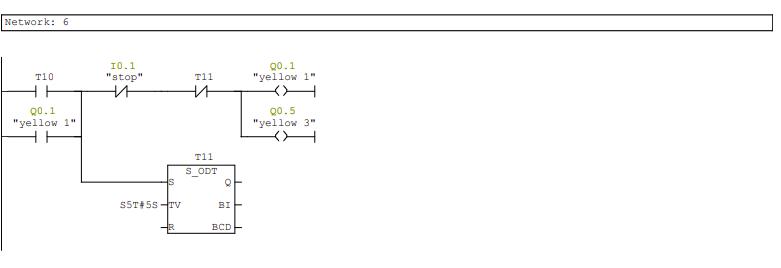 Network: 6
I0.1 Q0.1
T10 "stop" T11 "yellow 1"
Q0.1 Q0.5
"yellow 1" "yellow 3"
T11
S_ODT
S Q
S5T#5S TV BI
R BCD